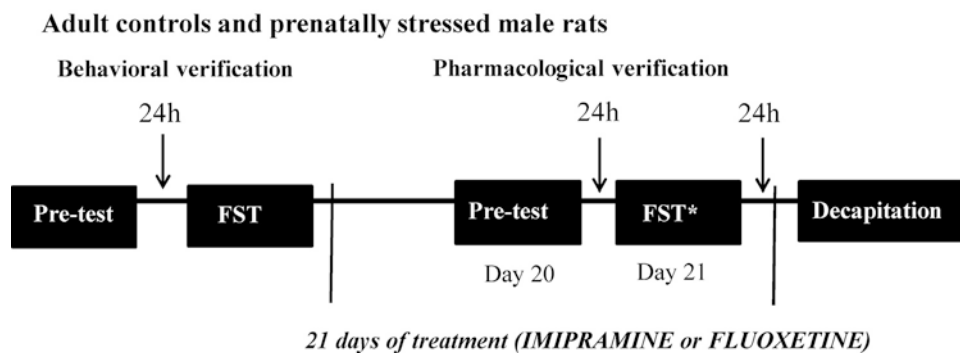 Adult controls and prenatally stressed male rats
Behavioral verification
Pharmacological verification
24h
24h
24h
Pre-test
FST
Pre-test
FST*
Decapitation
Day 20
Day 21
21 days of treatment (IMIPRAMINE or FLUOXETINE)